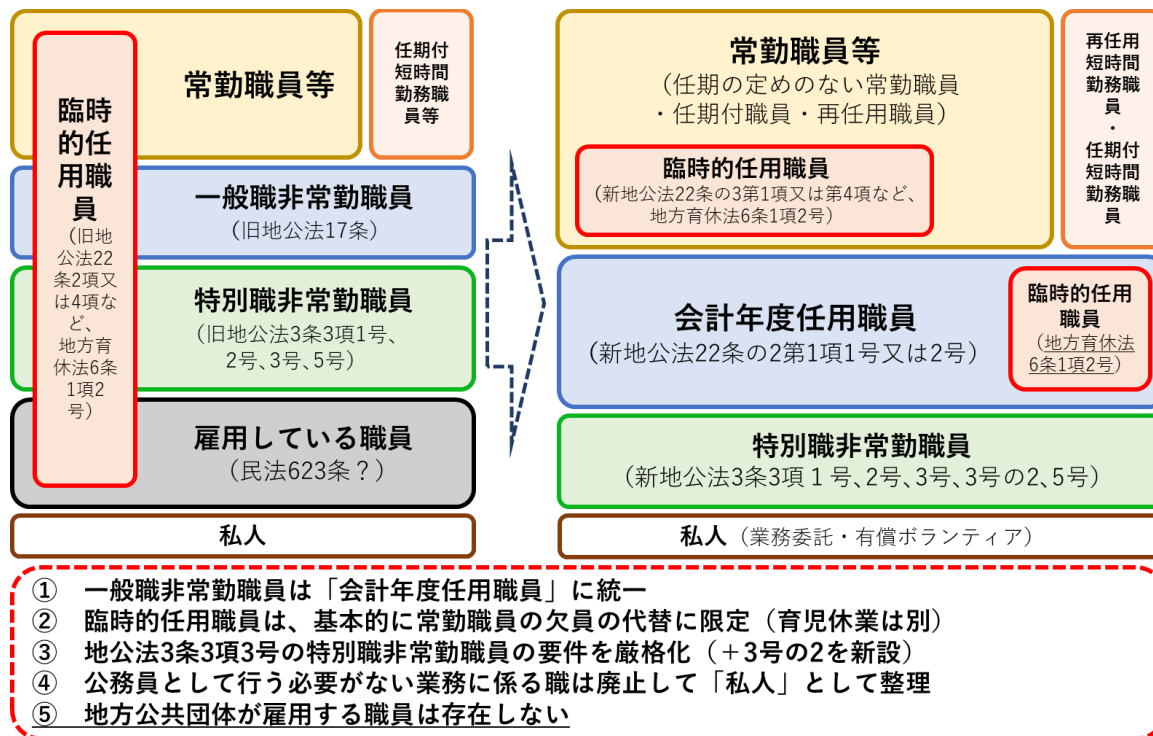 常勤職員等
任期付
短時間
勤務職
員等
臨時
的任
用職
員
（旧地
公法22
条2項又
は4項な
ど、
地方育
休法6条
1項2
号）
一般職非常勤職員
（旧地公法17条）
特別職非常勤職員
（旧地公法3条3項1号、
2号、3号、5号）
雇用している職員
（民法623条？）
私人
常勤職員等
（任期の定めのない常勤職員
・任期付職員・再任用職員）
臨時的任用職員
（新地公法22条の3第1項又は第4項など、
地方育休法6条1項2号）
再任用
短時間
勤務職
員
・
任期付
短時間
勤務職
員
会計年度任用職員
（新地公法22条の2第1項1号又は2号）
臨時的任用
職員
（地方育休法
6条1項2号）
特別職非常勤職員
（新地公法3条3項１号、2号、3号、3号の2、5号）
私人（業務委託・有償ボランティア）
①　一般職非常勤職員は「会計年度任用職員」に統一
②　臨時的任用職員は、基本的に常勤職員の欠員の代替に限定（育児休業は別）
③　地公法3条3項3号の特別職非常勤職員の要件を厳格化（＋3号の2を新設）
④　公務員として行う必要がない業務に係る職は廃止して「私人」として整理
⑤　地方公共団体が雇用する職員は存在しない